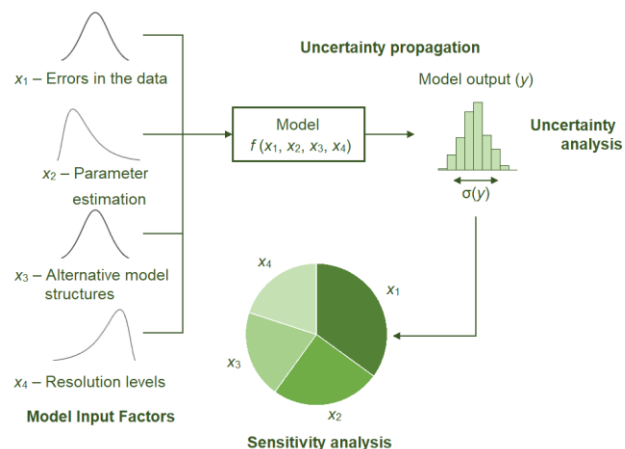 Uncertainty propagation
x₁ – Errors in the data
Model output (y)
Model
f (x₁, x₂, x₃, x₄)
Uncertainty
analysis
x₂ – Parameter
estimation
σ(y)
x₃ – Alternative model
structures
x₄
x₁
x₃
x₂
x₄ – Resolution levels
Model Input Factors
Sensitivity analysis